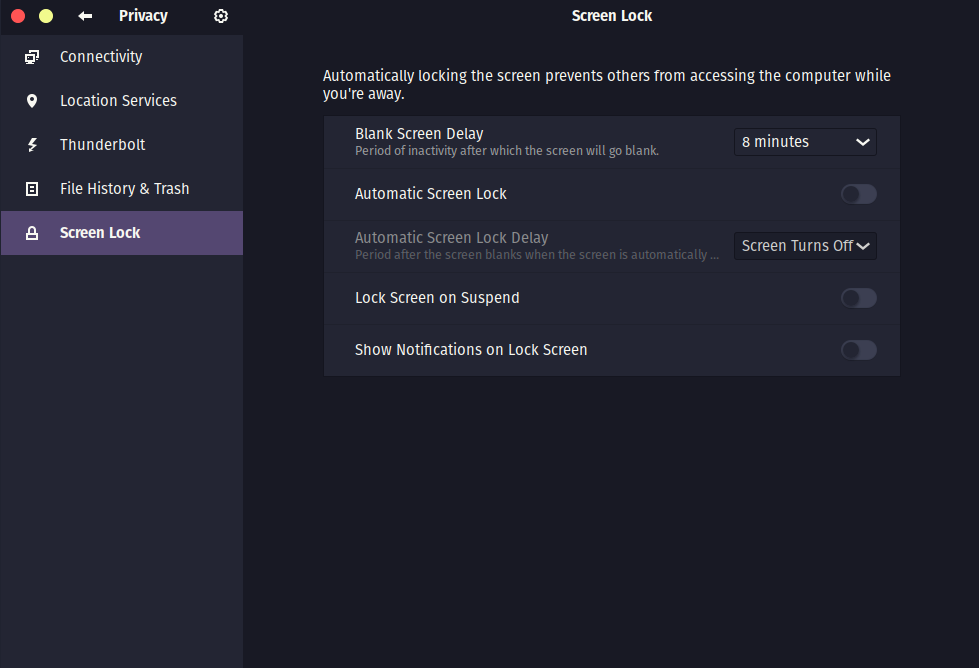 Privacy
Screen Lock
Connectivity
Location Services
Thunderbolt
File History & Trash
Screen Lock
Automatically locking the screen prevents others from accessing the computer while
you're away.
Blank Screen Delay
Period of inactivity after which the screen will go blank.
8 minutes
Automatic Screen Lock
Automatic Screen Lock Delay
Period after the screen blanks when the screen is automatically ...
Screen Turns Off
Lock Screen on Suspend
Show Notifications on Lock Screen